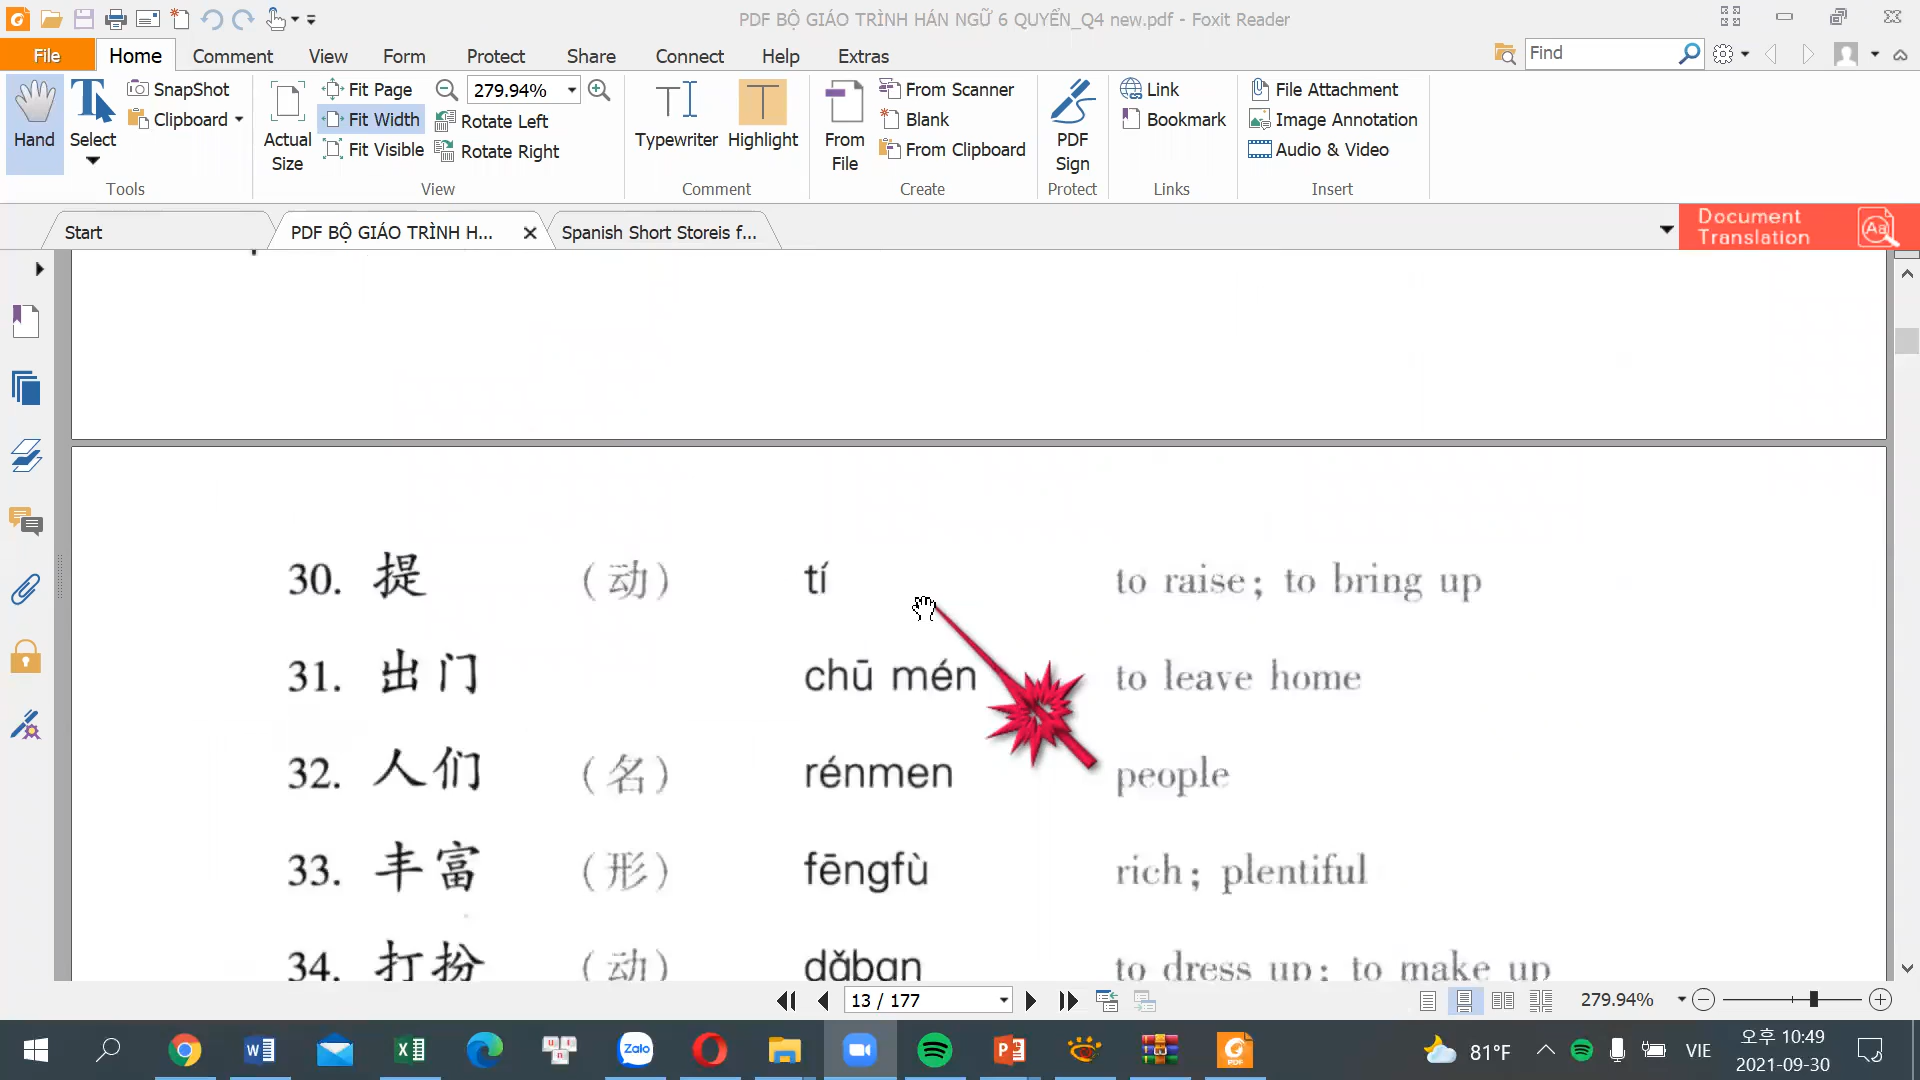 PDF BỘ GIÁO TRÌNH HÁN NGỮ 6 QUYỂN_Q4 new.pdf - Foxit Reader
File Home Comment View Form Protect Share Connect Help Extras
Find
Hand
Select
SnapShot
Clipboard
Tools
Actual Size
Fit Page
Fit Width
Fit Visible
279.94%
Rotate Left
Rotate Right
View
Typewriter
Highlight
Comment
From File
From Scanner
Blank
From Clipboard
Create
PDF Sign
Protect
Link
Bookmark
Links
File Attachment
Image Annotation
Audio & Video
Insert
Start
PDF BỘ GIÁO TRÌNH H...
Spanish Short Storeis f...
Document Translation
30. 提 (动) tí to raise; to bring up
31. 出门 chū mén to leave home
32. 人们 (名) rénmen people
33. 丰富 (形) fēngfù rich; plentiful
34. 打扮 (动) dǎban to dress up; to make up
13 / 177
279.94%
Zalo
81°F
VIE
오후 10:49
2021-09-30